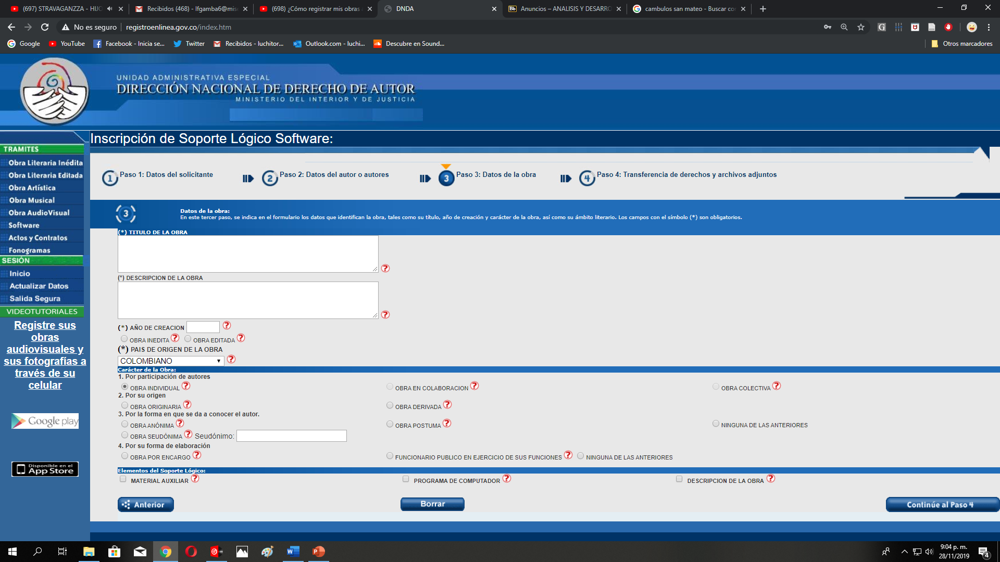 (697) STRAVAGANZZA - HIJO
Recibidos (468) - lfgamba6@mise
(698) ¿Cómo registrar mis obras a
DNDA
Bb Anuncios – ANALISIS Y DESARRO
cambulos san mateo - Buscar con
No es seguro registroenlinea.gov.co/index.htm
Google
YouTube
Facebook - Inicia se...
Twitter
Recibidos - luchitor...
Outlook.com - luchi...
Descubre en Sound...
Otros marcadores
UNIDAD ADMINISTRATIVA ESPECIAL
DIRECCIÓN NACIONAL DE DERECHO DE AUTOR
MINISTERIO DEL INTERIOR Y DE JUSTICIA
TRAMITES
Obra Literaria Inédita
Obra Literaria Editada
Obra Artística
Obra Musical
Obra AudioVisual
Software
Actos y Contratos
Fonogramas
SESIÓN
Inicio
Actualizar Datos
Salida Segura
VIDEOTUTORIALES
Registre sus
obras
audiovisuales y
sus fotografías a
través de su
celular
Google play
Disponible en el
App Store
Inscripción de Soporte Lógico Software:
1 Paso 1: Datos del solicitante
2 Paso 2: Datos del autor o autores
3 Paso 3: Datos de la obra
4 Paso 4: Transferencia de derechos y archivos adjuntos
3
Datos de la obra:
En este tercer paso, se indica en el formulario los datos que identifican la obra, tales como su título, año de creación y carácter de la obra, así como su ámbito literario. Los campos con el símbolo (*) son obligatorios.
(*) TITULO DE LA OBRA
?
(*) DESCRIPCION DE LA OBRA
?
(*) AÑO DE CREACION ?
OBRA INEDITA ? OBRA EDITADA ?
(*) PAIS DE ORIGEN DE LA OBRA
COLOMBIANO ?
Carácter de la Obra:
1. Por participación de autores
OBRA INDIVIDUAL ? OBRA EN COLABORACION ? OBRA COLECTIVA ?
2. Por su origen
OBRA ORIGINARIA ? OBRA DERIVADA ?
3. Por la forma en que se da a conocer el autor.
OBRA ANÓNIMA ? OBRA POSTUMA ? NINGUNA DE LAS ANTERIORES
OBRA SEUDÓNIMA ? Seudónimo:
4. Por su forma de elaboración
OBRA POR ENCARGO ? FUNCIONARIO PUBLICO EN EJERCICIO DE SUS FUNCIONES ? NINGUNA DE LAS ANTERIORES
Elementos del Soporte Lógico:
MATERIAL AUXILIAR ? PROGRAMA DE COMPUTADOR ? DESCRIPCION DE LA OBRA ?
Anterior
Borrar
Continúe al Paso 4
9:04 p. m.
28/11/2019
4